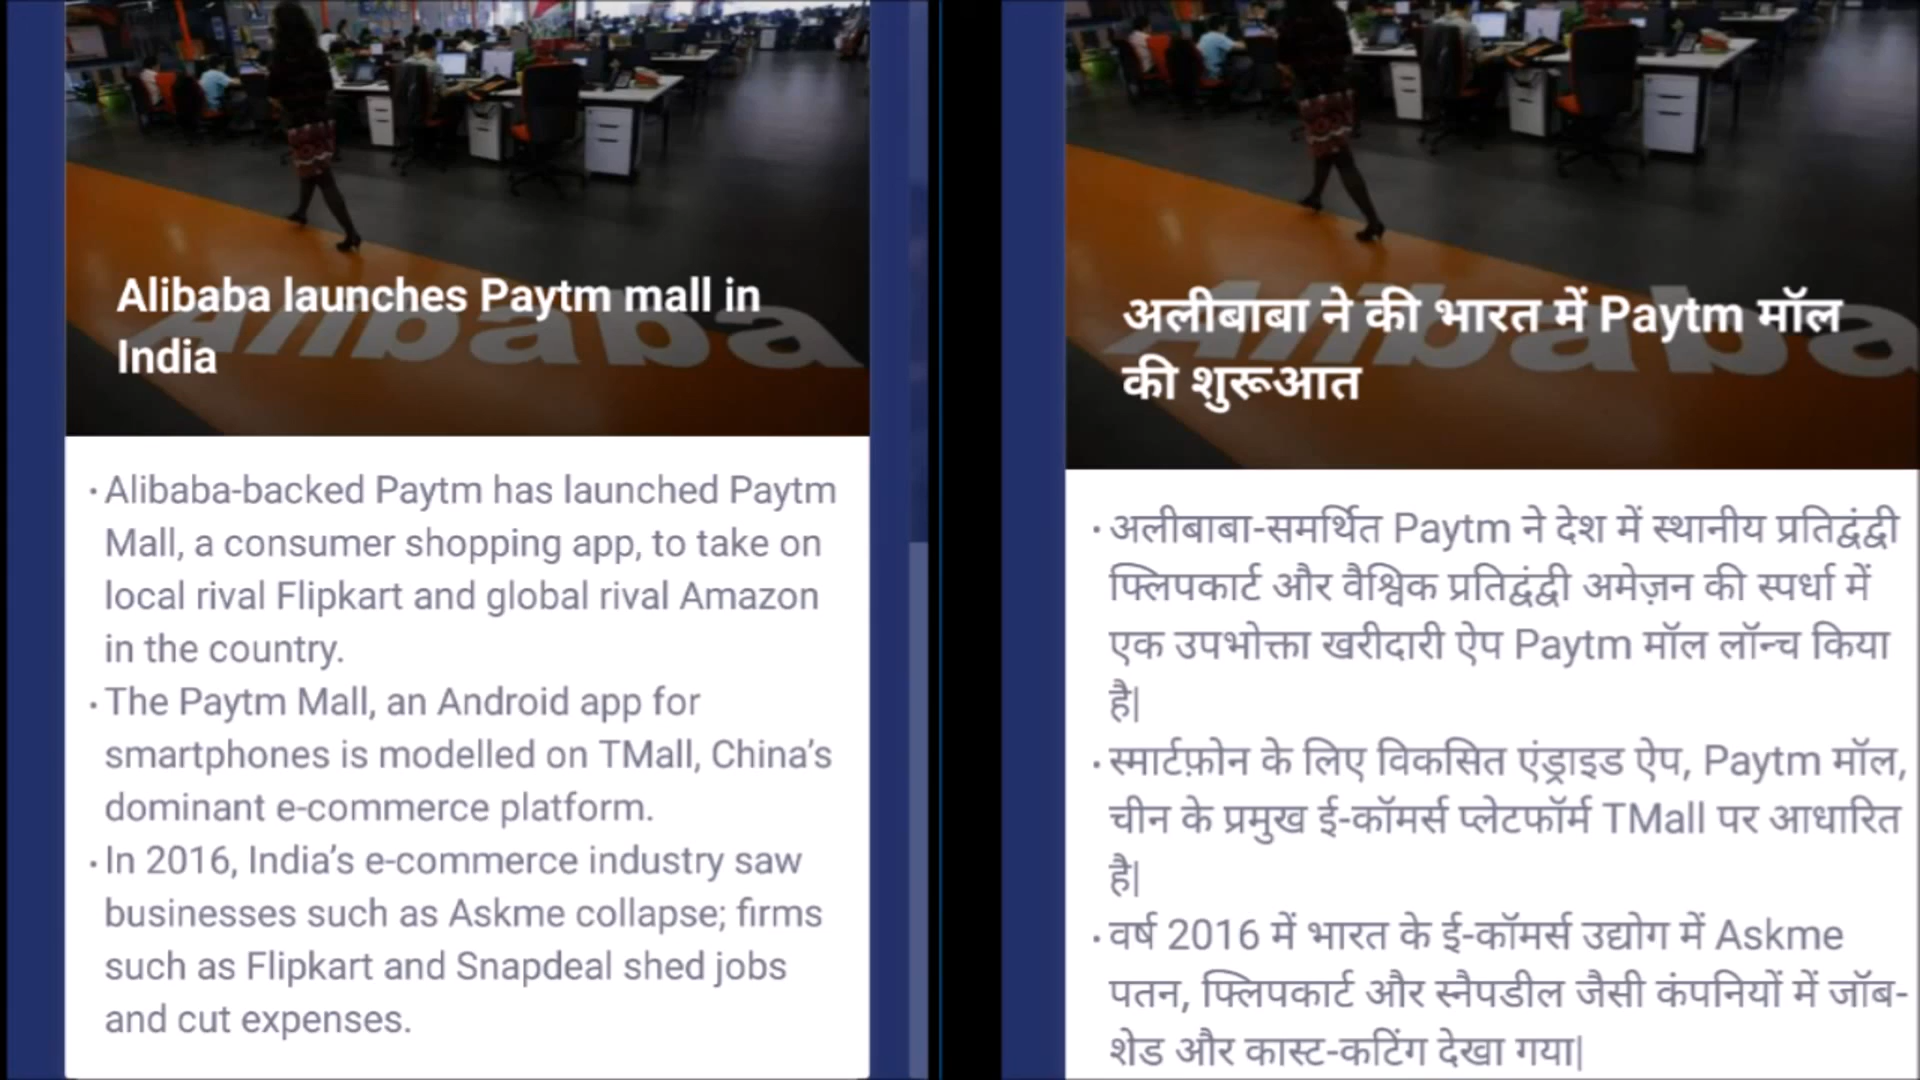 Alibaba launches Paytm mall in
India
Alibaba
• Alibaba-backed Paytm has launched Paytm
Mall, a consumer shopping app, to take on
local rival Flipkart and global rival Amazon
in the country.
• The Paytm Mall, an Android app for
smartphones is modelled on TMall, China’s
dominant e-commerce platform.
• In 2016, India’s e-commerce industry saw
businesses such as Askme collapse; firms
such as Flipkart and Snapdeal shed jobs
and cut expenses.
अलीबाबा ने की भारत में Paytm मॉल
की शुरूआत
Alibaba
• अलीबाबा-समर्थित Paytm ने देश में स्थानीय प्रतिद्वंद्वी
फ्लिपकार्ट और वैश्विक प्रतिद्वंद्वी अमेज़न की स्पर्धा में
एक उपभोक्ता खरीदारी ऐप Paytm मॉल लॉन्च किया
है|
• स्मार्टफ़ोन के लिए विकसित एंड्राइड ऐप, Paytm मॉल,
चीन के प्रमुख ई-कॉमर्स प्लेटफॉर्म TMall पर आधारित
है|
• वर्ष 2016 में भारत के ई-कॉमर्स उद्योग में Askme
पतन, फ्लिपकार्ट और स्नैपडील जैसी कंपनियों में जॉब-
शेड और कास्ट-कटिंग देखा गया|